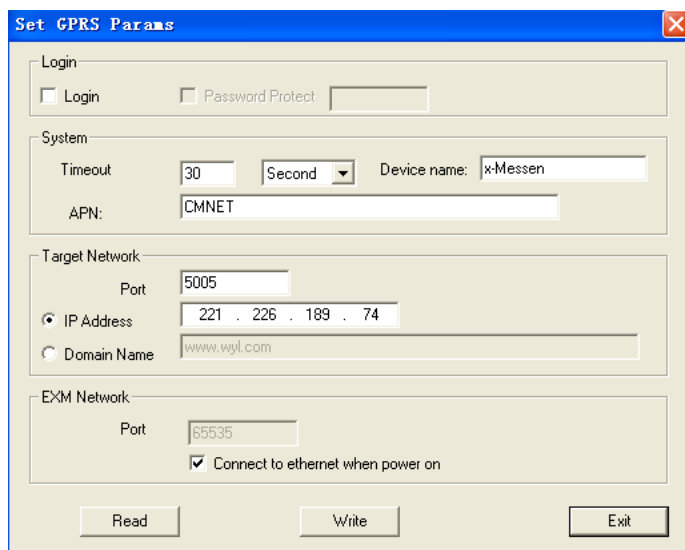 Set GPRS Params
Login
Login Password Protect
System
Timeout 30 Second Device name: x-Messen
APN: CMNET
Target Network
Port 5005
IP Address 221 . 226 . 189 . 74
Domain Name www.wyl.com
EXM Network
Port 65535
Connect to ethernet when power on
Read Write Exit